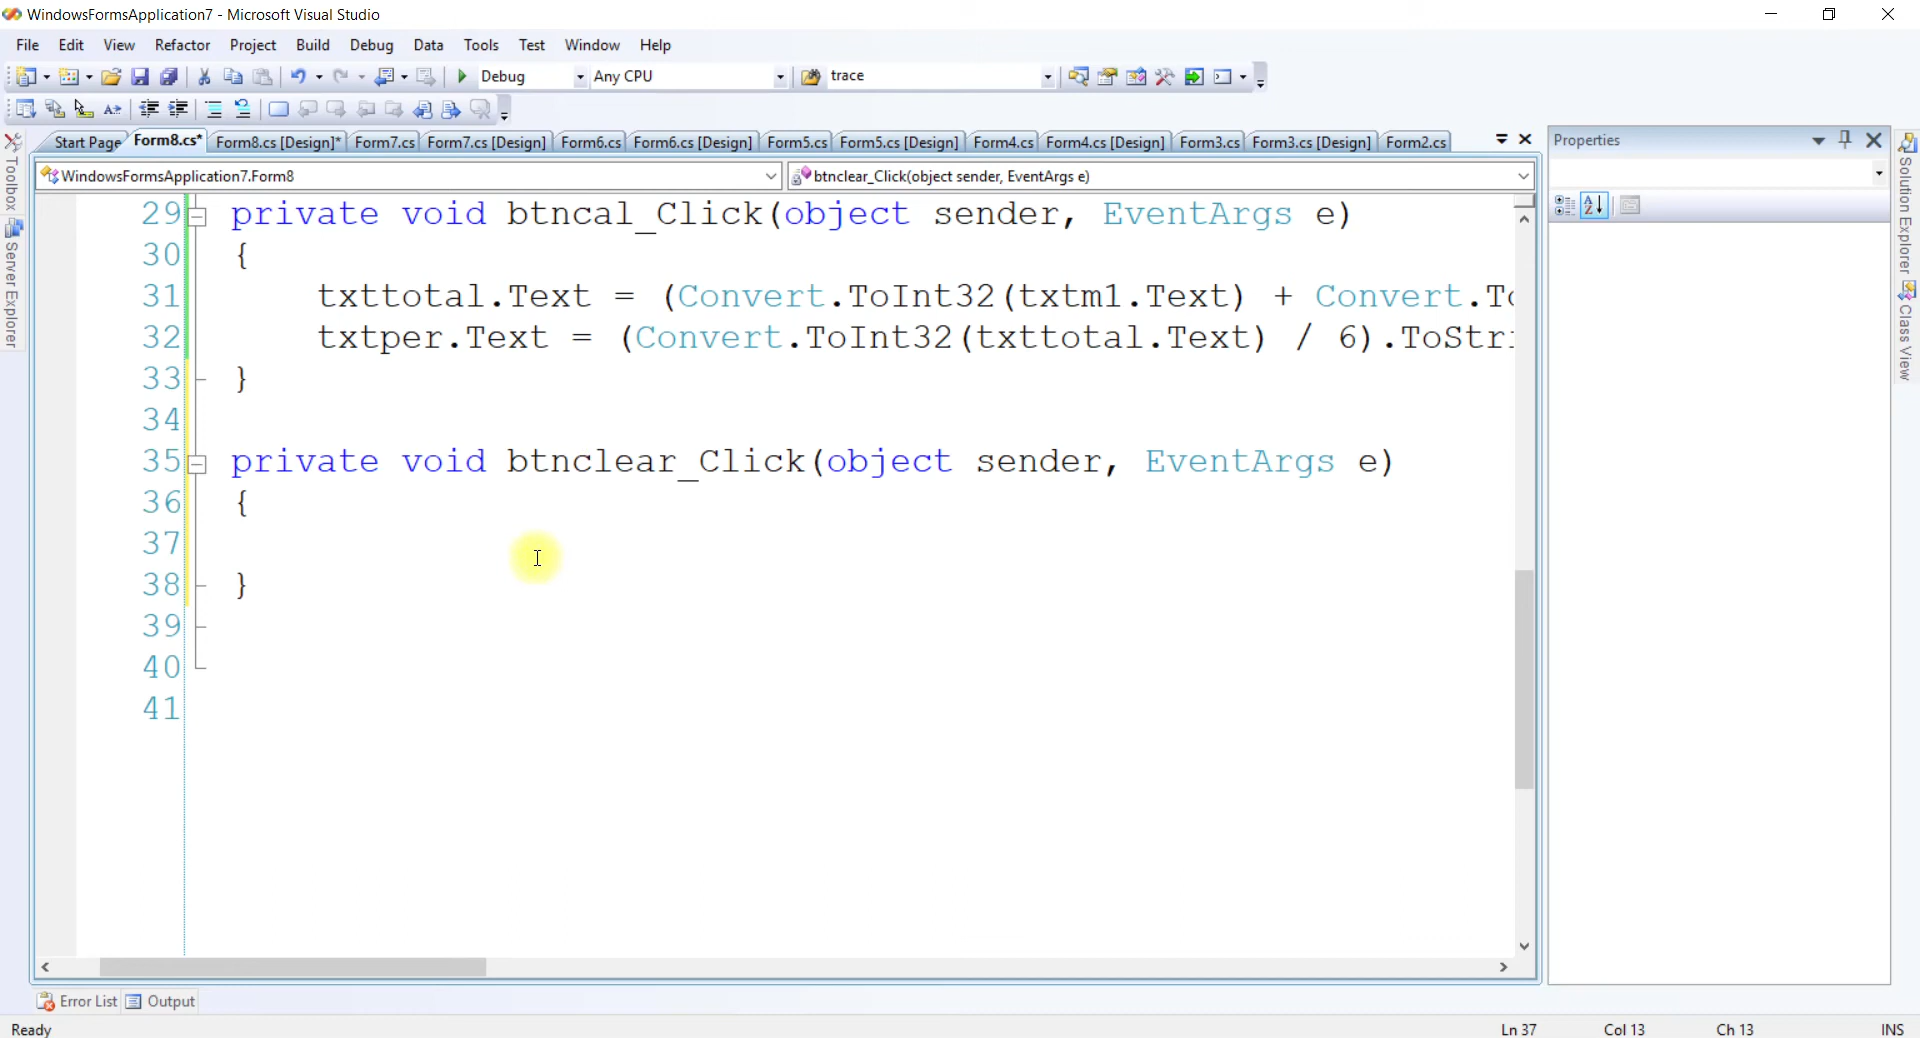 WindowsFormsApplication7 - Microsoft Visual Studio
File Edit View Refactor Project Build Debug Data Tools Test Window Help
Debug Any CPU trace
Start Page Form8.cs* Form8.cs [Design]* Form7.cs Form7.cs [Design] Form6.cs Form6.cs [Design] Form5.cs Form5.cs [Design] Form4.cs Form4.cs [Design] Form3.cs Form3.cs [Design] Form2.cs
Properties
WindowsFormsApplication7.Form8 btnclear_Click(object sender, EventArgs e)
Toolbox
Server Explorer
Solution Explorer
Class View
29 private void btncal_Click(object sender, EventArgs e)
30 {
31 txttotal.Text = (Convert.ToInt32(txtm1.Text) + Convert.To
32 txtper.Text = (Convert.ToInt32(txttotal.Text) / 6).ToStri
33 }
34
35 private void btnclear_Click(object sender, EventArgs e)
36 {
37
38 }
39
40
41
Error List Output
Ready Ln 37 Col 13 Ch 13 INS